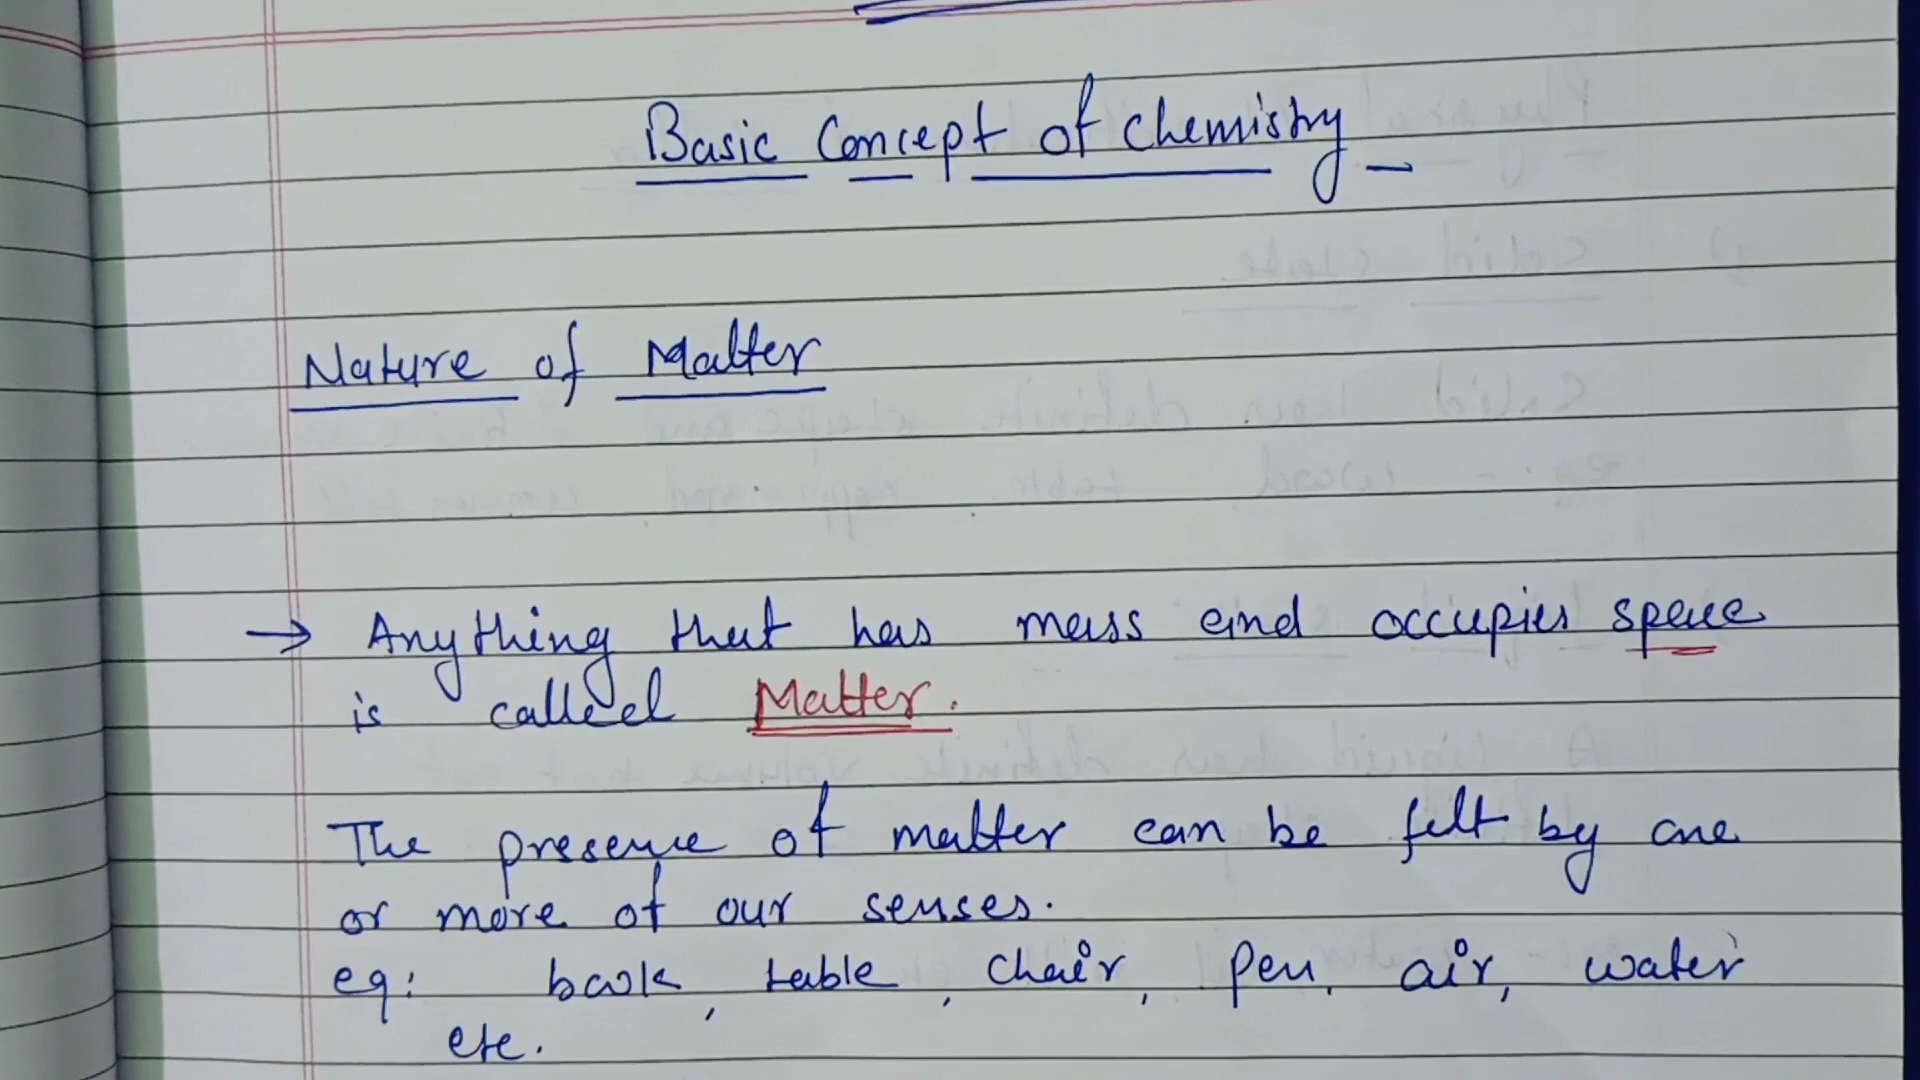 Basic Concept of Chemistry
Nature of Matter
→ Anything that has mass and occupies space
is called Matter.
The presence of matter can be felt by one
or more of our senses.
eg: book, table, chair, pen, air, water
etc.